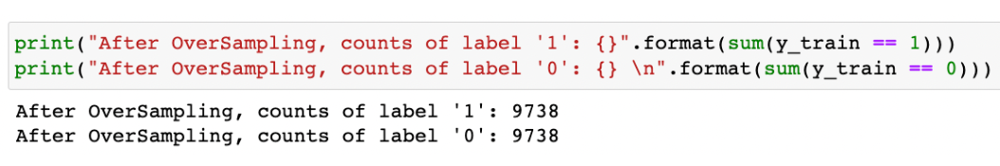 print("After OverSampling, counts of label '1': {}".format(sum(y_train == 1)))
print("After OverSampling, counts of label '0': {} \n".format(sum(y_train == 0)))
After OverSampling, counts of label '1': 9738
After OverSampling, counts of label '0': 9738